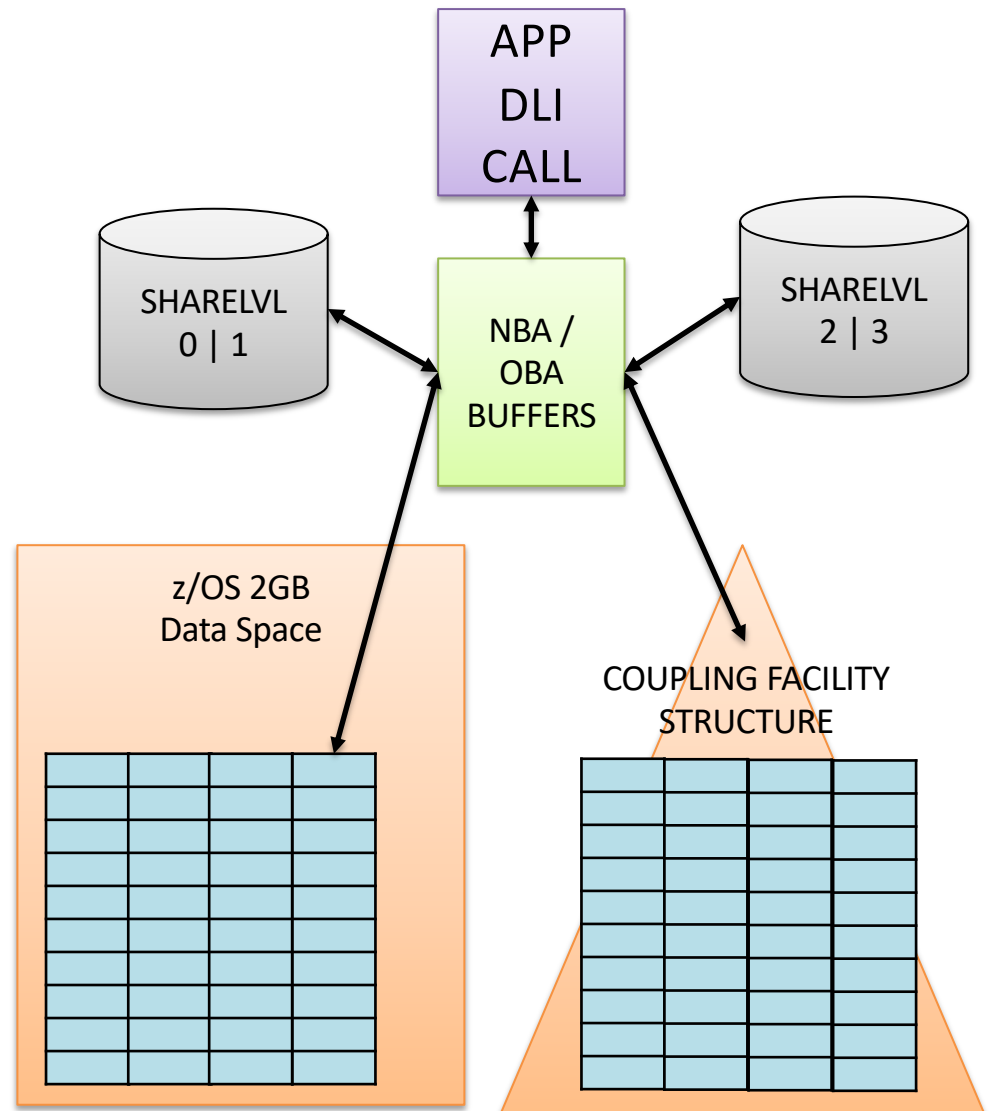 APP
DLI
CALL
SHARELVL
0 | 1
NBA /
OBA
BUFFERS
SHARELVL
2 | 3
z/OS 2GB
Data Space
COUPLING FACILITY
STRUCTURE